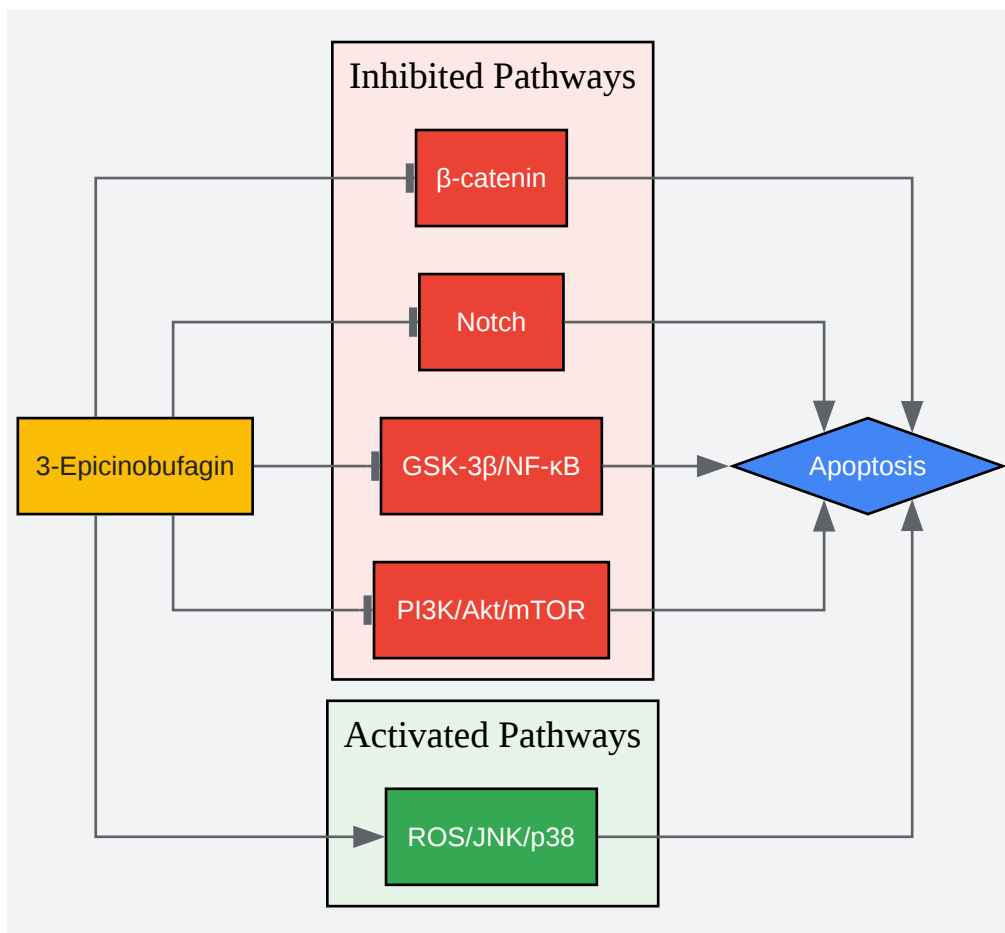 Inhibited Pathways
β-catenin
Notch
3-Epicinobufagin
GSK-3β/NF-κB
Apoptosis
PI3K/Akt/mTOR
Activated Pathways
ROS/JNK/p38